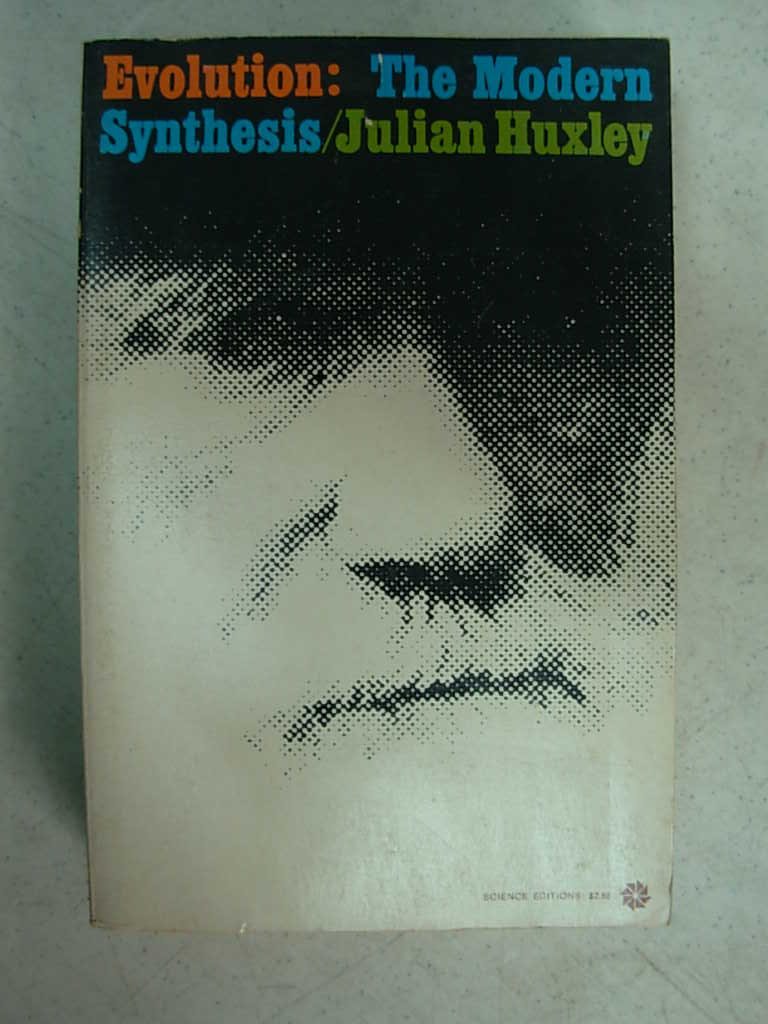 Evolution: The Modern
Synthesis/Julian Huxley
SCIENCE EDITIONS